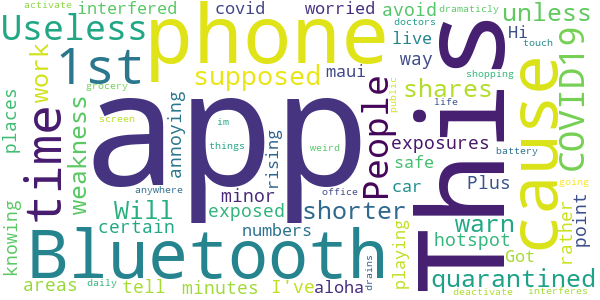 activate
interfered
covid
worried
avoid
doctors
dramaticly
unless
Useless
phone
live
Hi
touch
This
1st
supposed
maui
way
shopping
work
grocery
app
People
shares
cause
COVID19
places
time
weakness
screen
annoying
im
things
rising
weird
public
life
exposures
battery
safe
going
anywhere
minor
office
car
Plus
Will
exposed
shorter
warn
rather
point
certain
numbers
playing
hotspot
knowing
Bluetooth
drains
Got
areas
daily
tell
minutes
I've
aloha
quarantined
deactivate
interferes